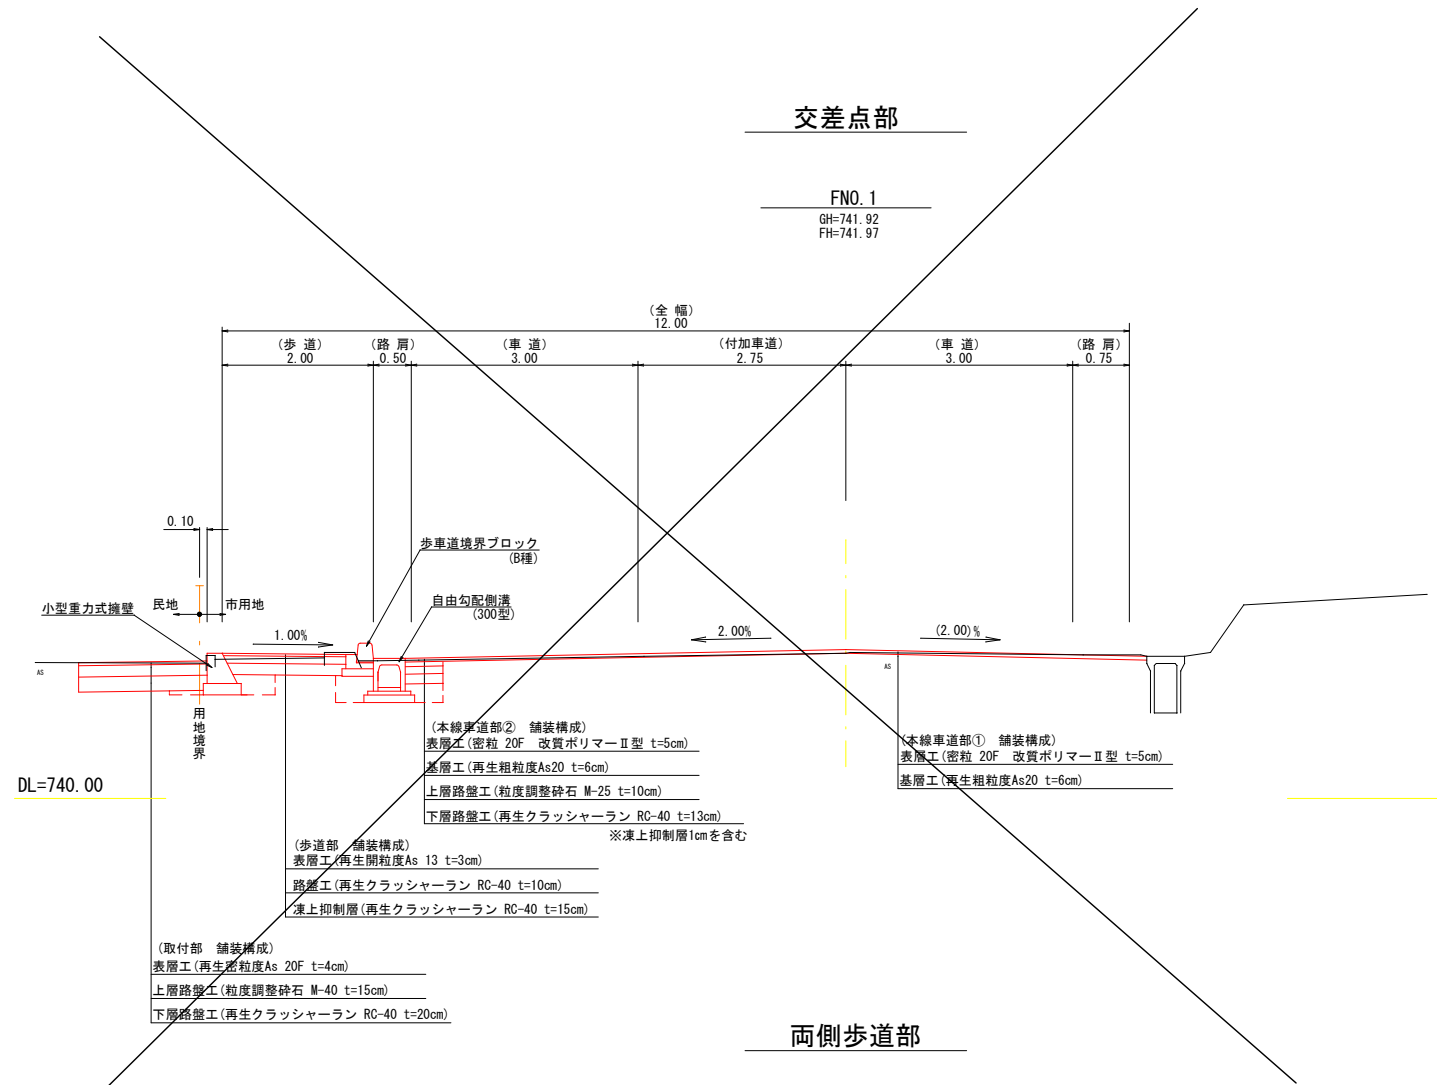 交差点部
FNO.1
GH=741.92
FH=741.97
(全 幅)
12.00
(歩 道) (路 肩) (車 道) (付加車道) (車 道) (路 肩)
2.00 0.50 3.00 2.75 3.00 0.75
0.10
歩車道境界ブロック
(B種)
自由勾配側溝
(300型)
民地 市用地
小型重力式擁壁
1.00% 2.00% (2.00)%
AS AS
用地境界
(本線車道部② 舗装構成)
表層工(密粒 20F 改質ポリマーⅡ型 t=5cm)
基層工(再生粗粒度As20 t=6cm)
上層路盤工(粒度調整砕石 M-25 t=10cm)
下層路盤工(再生クラッシャーラン RC-40 t=13cm)
※凍上抑制層1cmを含む
(本線車道部① 舗装構成)
表層工(密粒 20F 改質ポリマーⅡ型 t=5cm)
基層工(再生粗粒度As20 t=6cm)
DL=740.00
(歩道部 舗装構成)
表層工(再生開粒度As 13 t=3cm)
路盤工(再生クラッシャーラン RC-40 t=10cm)
凍上抑制層(再生クラッシャーラン RC-40 t=15cm)
(取付部 舗装構成)
表層工(再生密粒度As 20F t=4cm)
上層路盤工(粒度調整砕石 M-40 t=15cm)
下層路盤工(再生クラッシャーラン RC-40 t=20cm)
両側歩道部